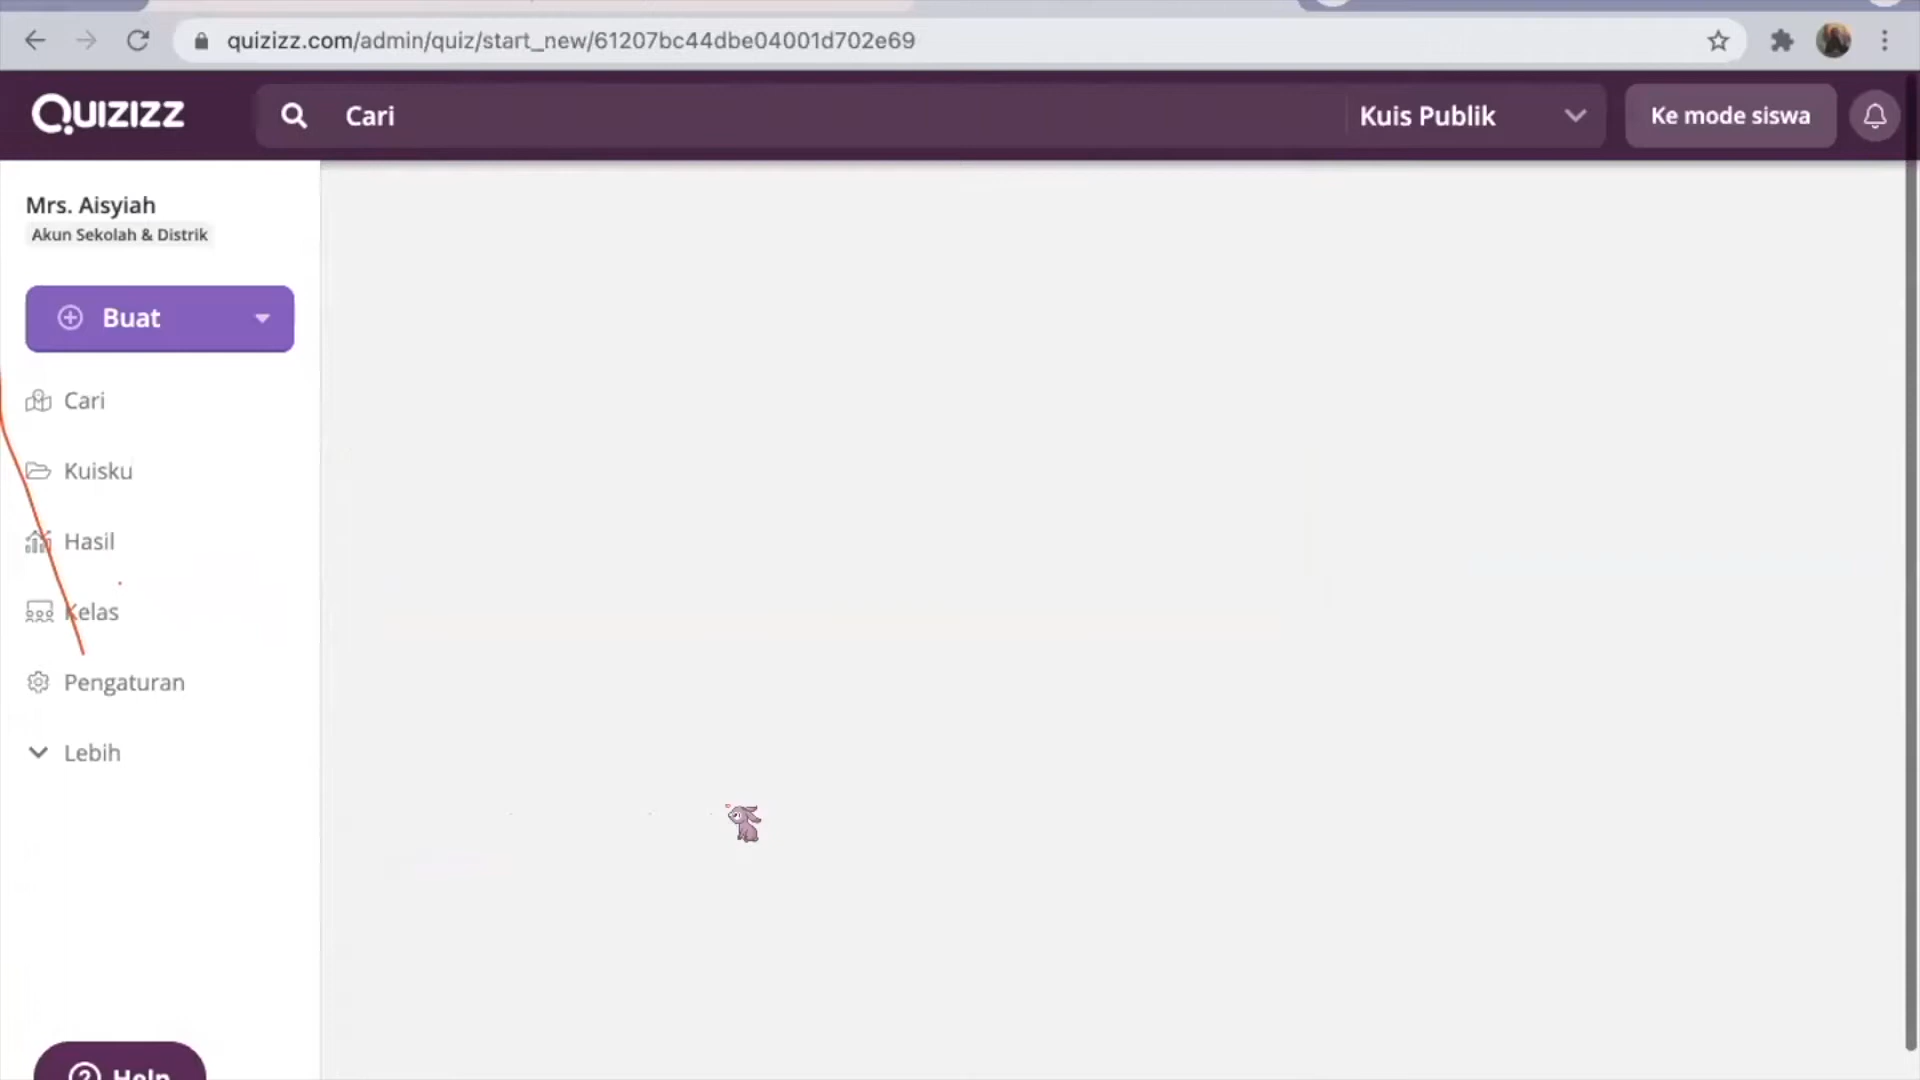 quizizz.com/admin/quiz/start_new/61207bc44dbe04001d702e69
QUIZIZZ
Cari
Kuis Publik
Ke mode siswa
Mrs. Aisyiah
Akun Sekolah & Distrik
Buat
Cari
Kuisku
Hasil
Kelas
Pengaturan
Lebih
Help